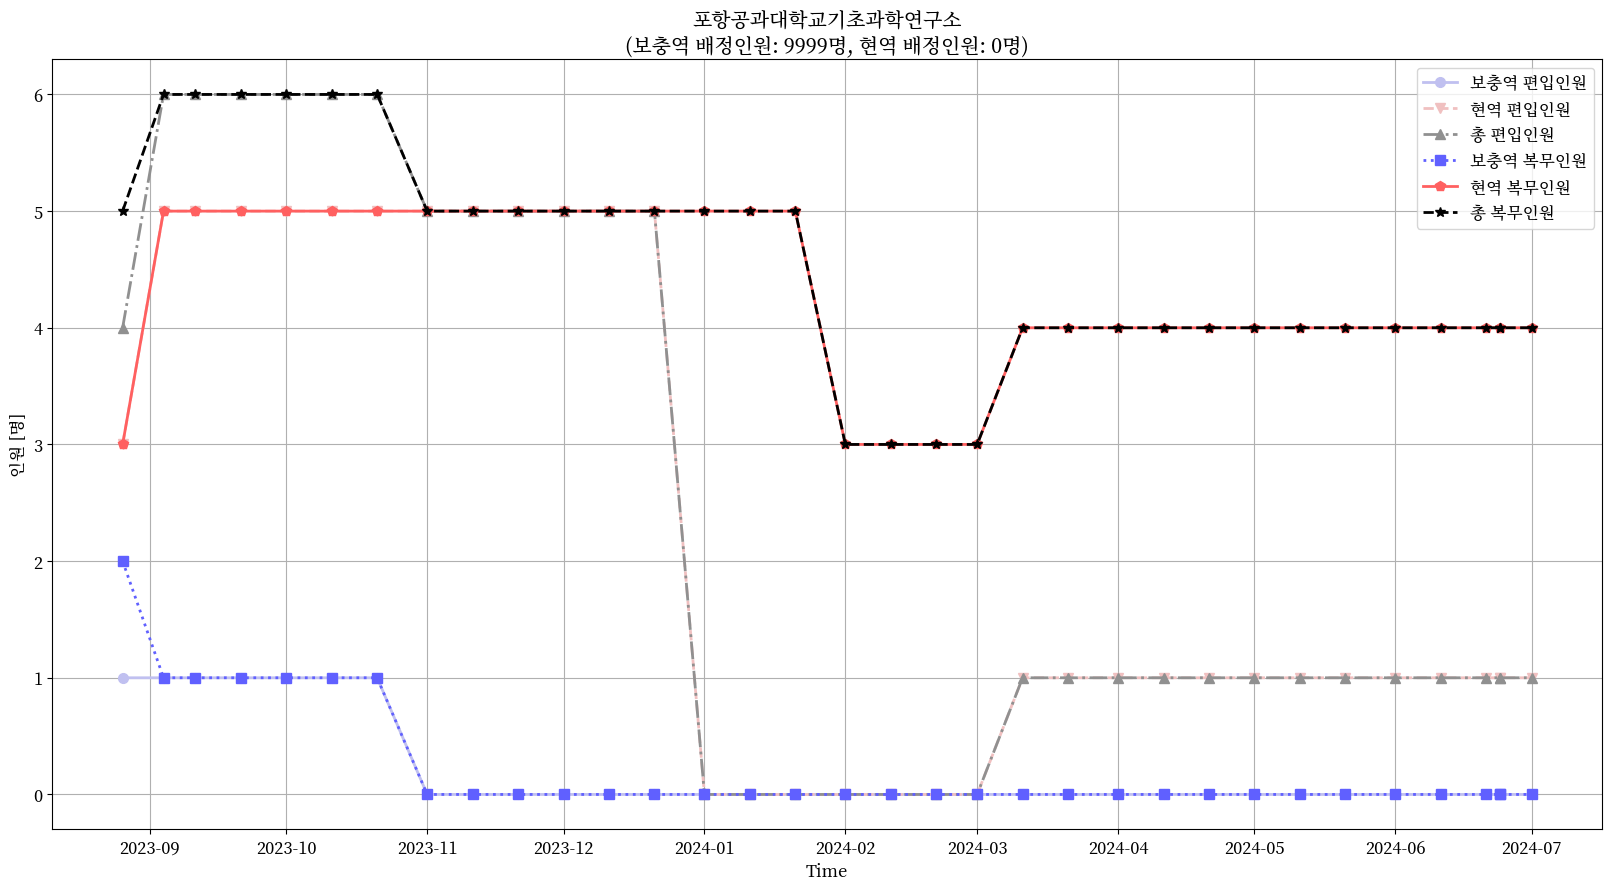 포항공과대학교기초과학연구소
(보충역 배정인원: 9999명, 현역 배정인원: 0명)
보충역 편입인원
현역 편입인원
총 편입인원
보충역 복무인원
현역 복무인원
총 복무인원
인원 [명]
6
5
4
3
2
1
0
2023-09 2023-10 2023-11 2023-12 2024-01 2024-02 2024-03 2024-04 2024-05 2024-06 2024-07
Time